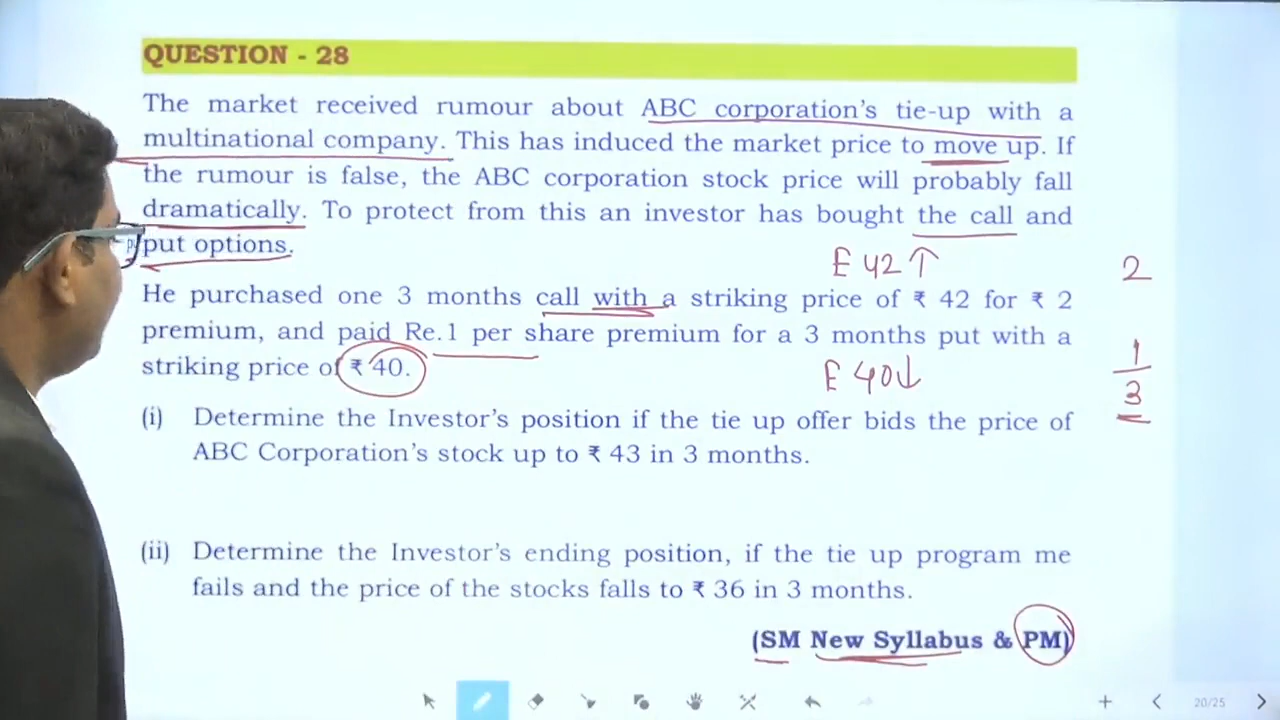 QUESTION - 28
The market received rumour about ABC corporation's tie-up with a
multinational company. This has induced the market price to move up. If
the rumour is false, the ABC corporation stock price will probably fall
dramatically. To protect from this an investor has bought the call and
put options.
E 42 ↑
2
He purchased one 3 months call with a striking price of ₹ 42 for ₹ 2
premium, and paid Re.1 per share premium for a 3 months put with a
1
striking price of ₹ 40.
E 40 ↓
3
(i) Determine the Investor's position if the tie up offer bids the price of
ABC Corporation's stock up to ₹ 43 in 3 months.
(ii) Determine the Investor's ending position, if the tie up program me
fails and the price of the stocks falls to ₹ 36 in 3 months.
(SM New Syllabus & PM)
20/25